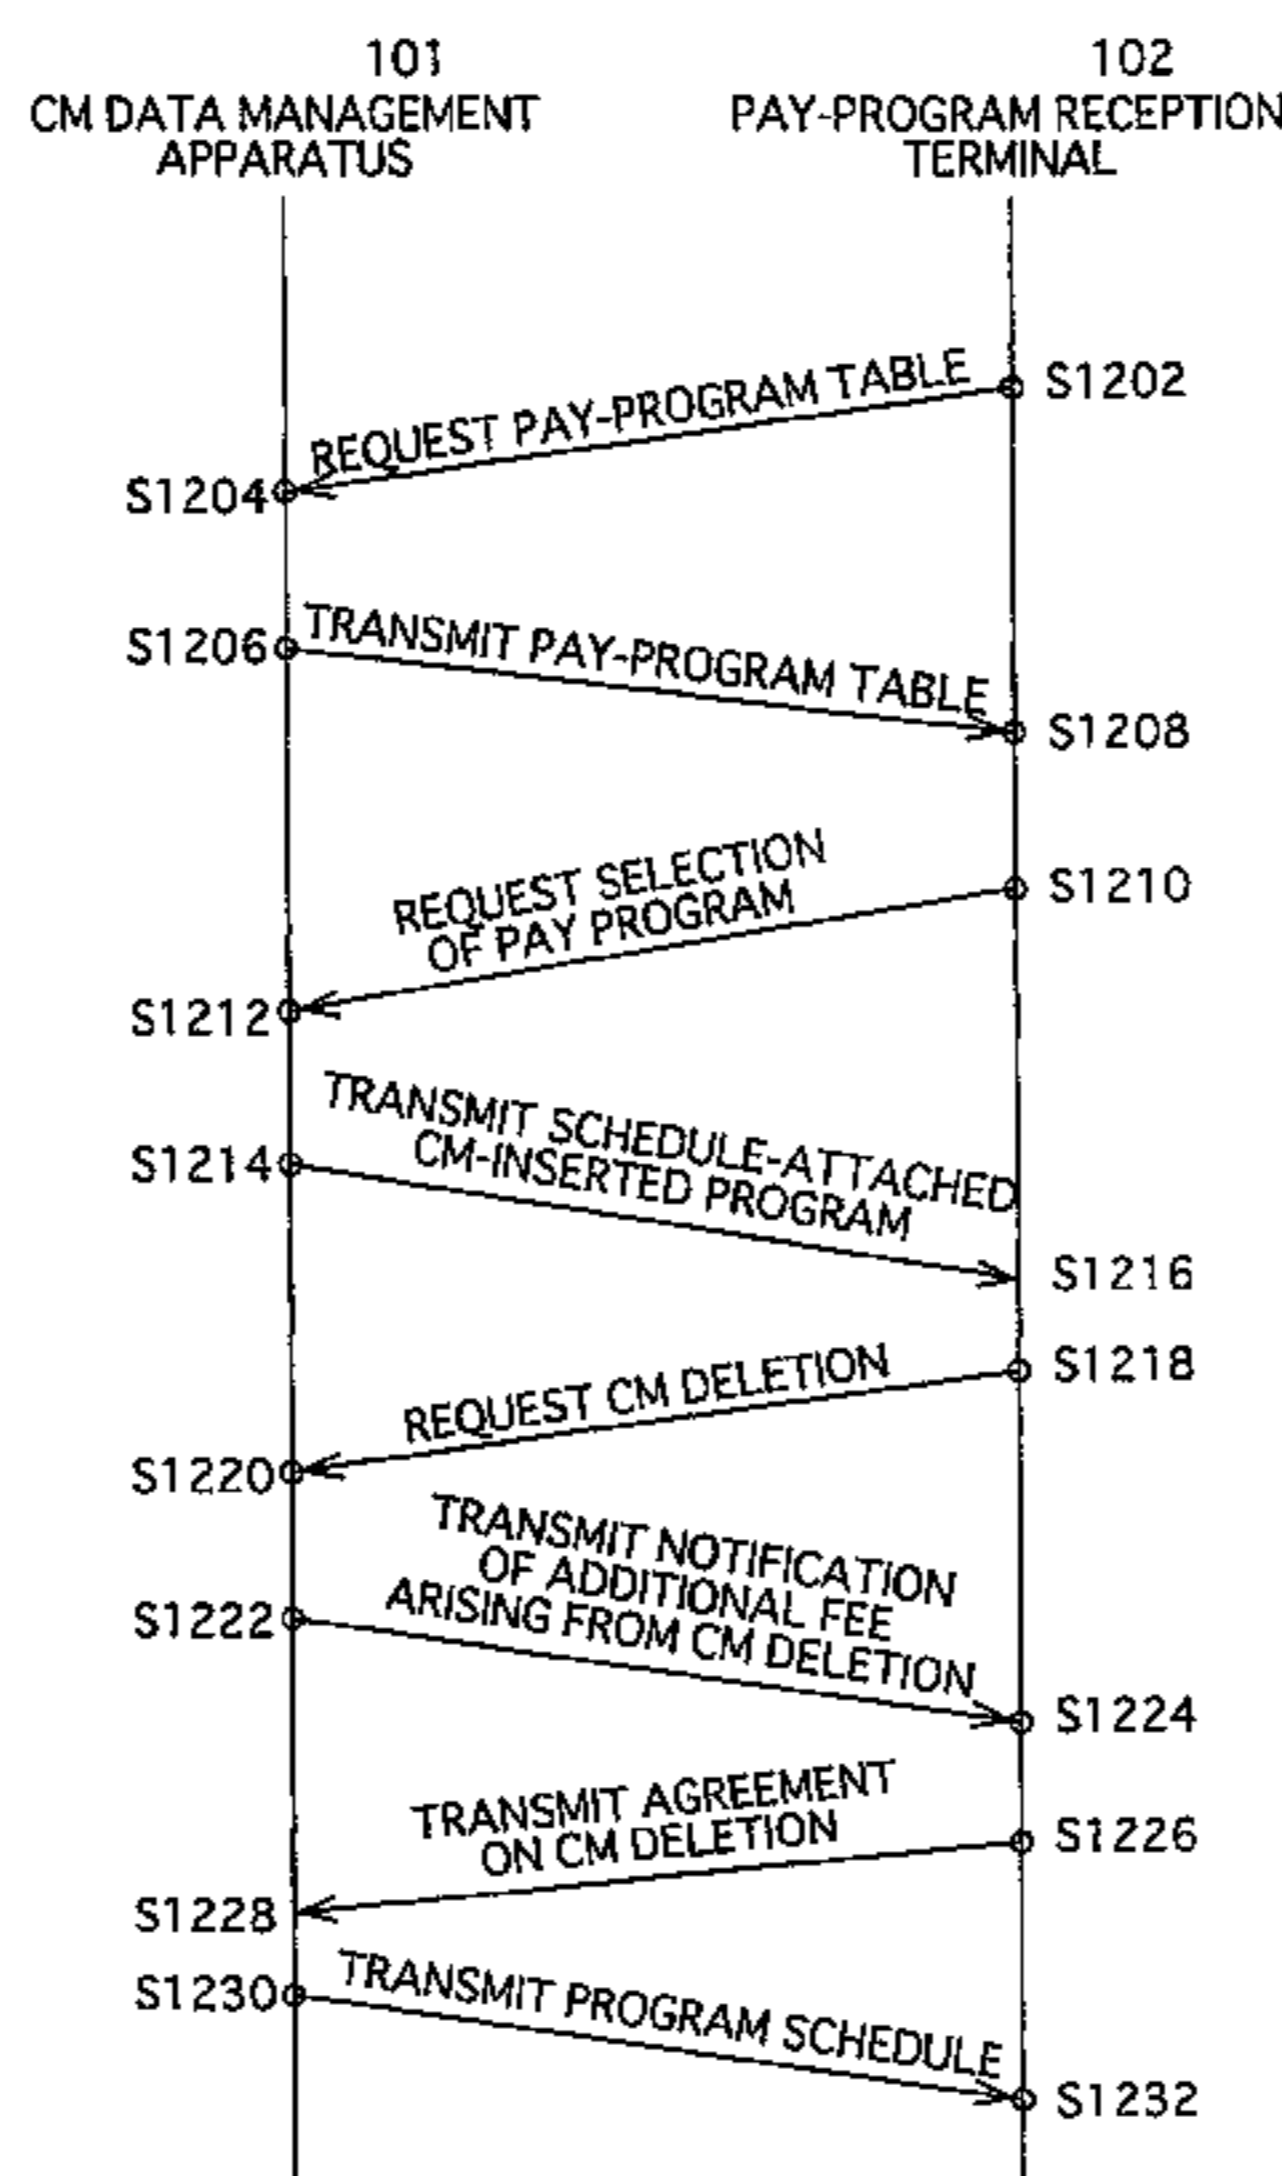 101
CM DATA MANAGEMENT
APPARATUS
102
PAY-PROGRAM RECEPTION
TERMINAL
REQUEST PAY-PROGRAM TABLE
S1202
S1204
S1206
TRANSMIT PAY-PROGRAM TABLE
S1208
REQUEST SELECTION
OF PAY PROGRAM
S1210
S1212
TRANSMIT SCHEDULE-ATTACHED
CM-INSERTED PROGRAM
S1214
S1216
REQUEST CM DELETION
S1218
S1220
TRANSMIT NOTIFICATION
OF ADDITIONAL FEE
ARISING FROM CM DELETION
S1222
S1224
TRANSMIT AGREEMENT
ON CM DELETION
S1226
S1228
S1230
TRANSMIT PROGRAM SCHEDULE
S1232